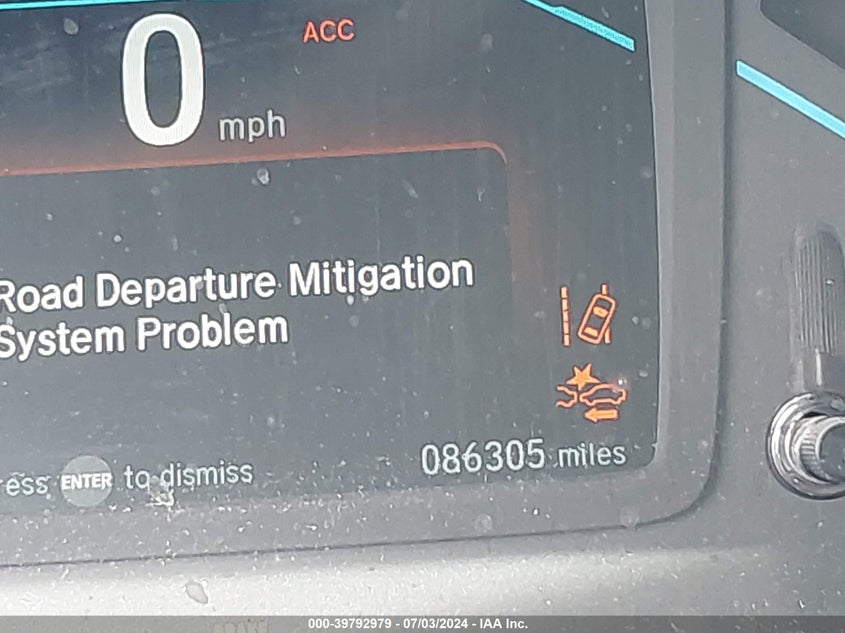 0 mph
ACC
Road Departure Mitigation
System Problem
ress ENTER to dismiss
086305 miles
000-39792979 - 07/03/2024 - IAA Inc.